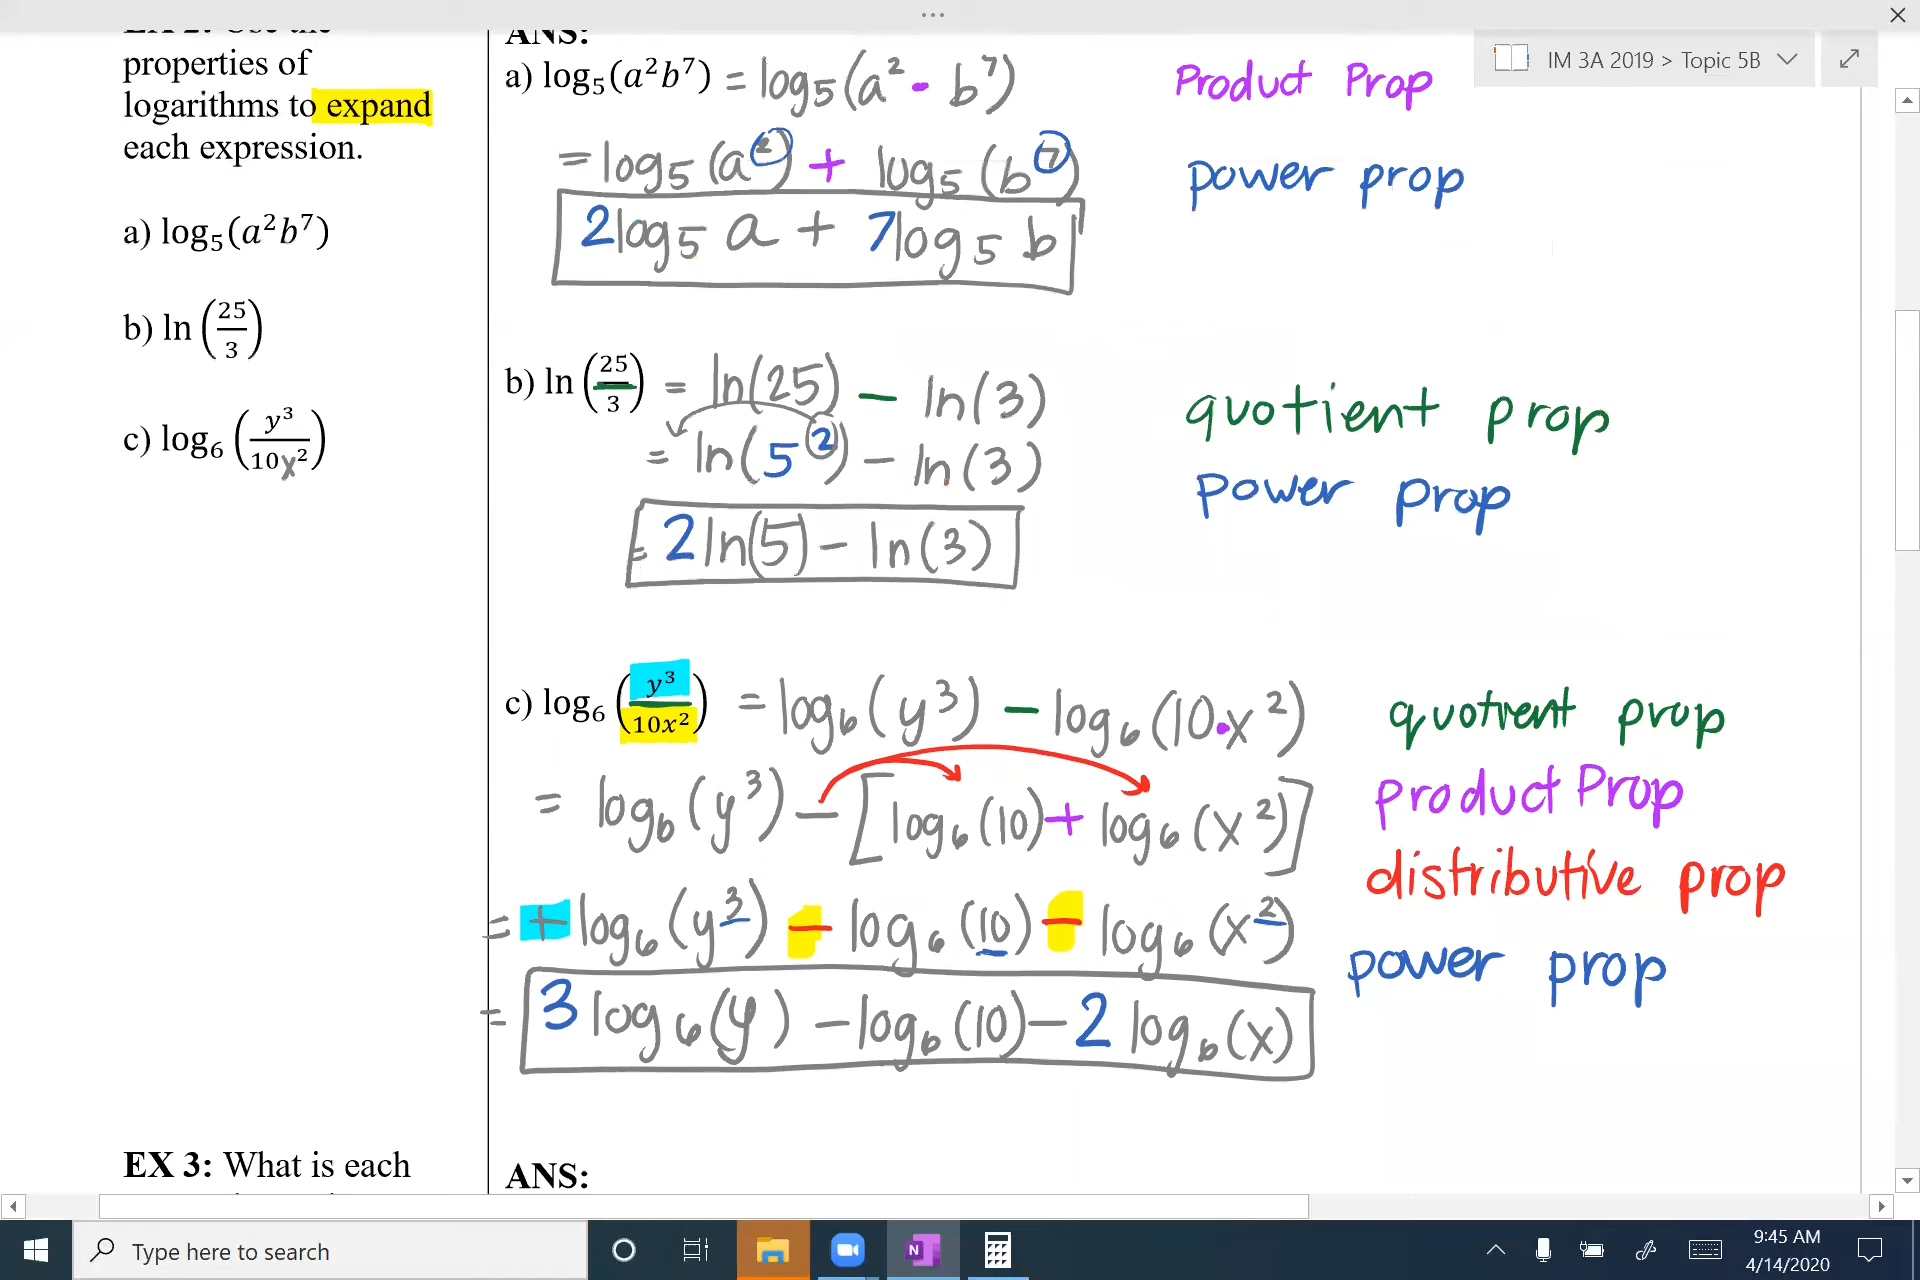 IM 3A 2019 > Topic 5B
properties of
logarithms to expand
each expression.
a) log₅(a²b⁷)
b) ln (25/3)
c) log₆ (y³/10x²)
ANS:
a) log₅(a²b⁷) = log₅(a² · b⁷)
Product Prop
= log₅(a²) + log₅(b⁷)
power prop
2log₅ a + 7log₅ b
b) ln (25/3) = ln(25) − ln(3)
quotient prop
= ln(5²) − ln(3)
power prop
= 2ln(5) − ln(3)
c) log₆ (y³/10x²) = log₆(y³) − log₆(10·x²)
quotient prop
= log₆(y³) − [log₆(10) + log₆(x²)]
product Prop
distributive prop
= + log₆(y³) − log₆(10) − log₆(x²)
power prop
= 3 log₆(y) − log₆(10) − 2 log₆(x)
EX 3: What is each
ANS:
Type here to search
N
9:45 AM
4/14/2020